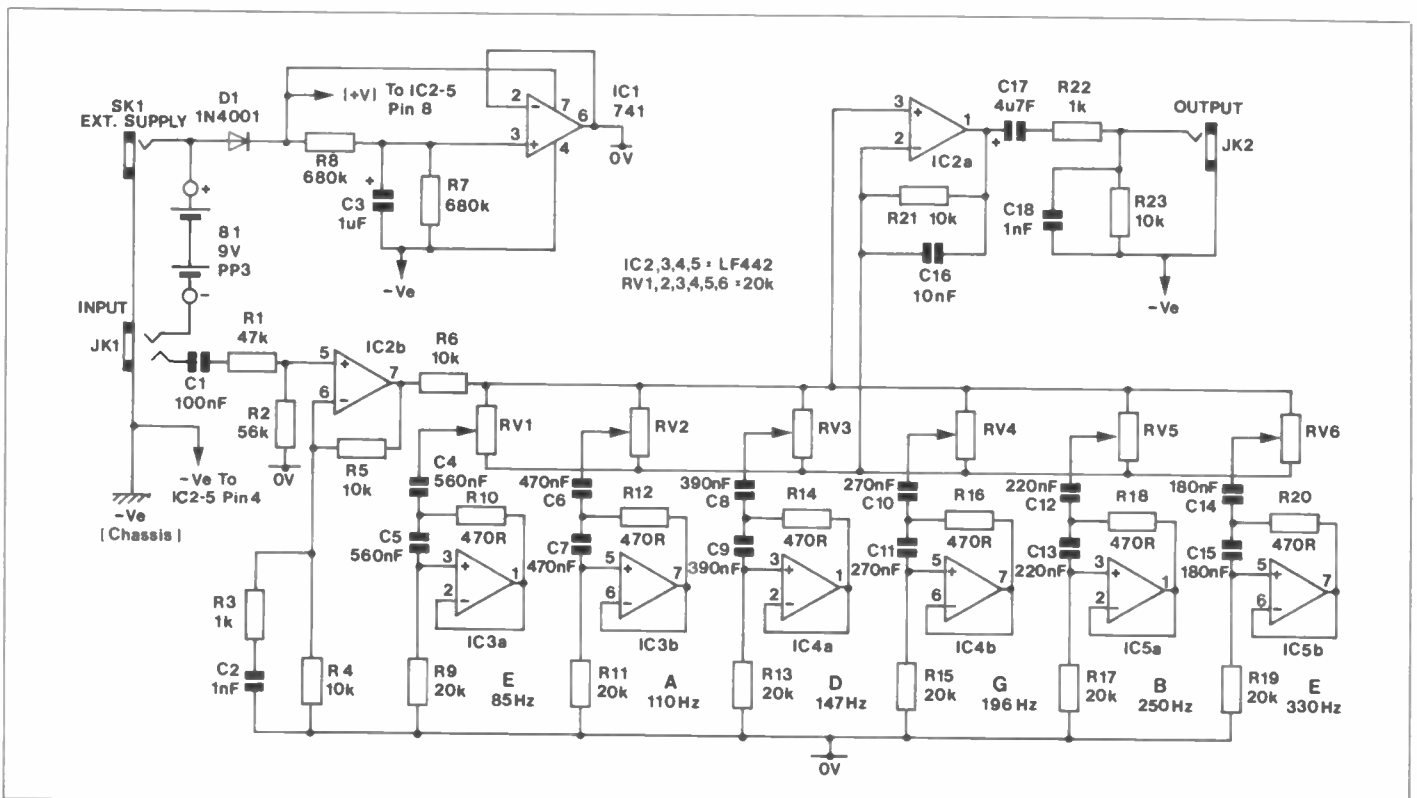 SK1
EXT. SUPPLY
D1
1N4001
[+V] To IC2-5
Pin 8
2
3
7
6
4
IC1
741
0V
R8
680k
C3
1uF
R7
680k
-Ve
+
B1
9V
PP3
-
INPUT
JK1
C1
100nF
R1
47k
R2
56k
0V
-Ve To
IC2-5 Pin 4
-Ve
[Chassis]
IC2b
5
6
7
R5
10k
R6
10k
R3
1k
C2
1nF
R4
10k
IC2,3,4,5 = LF442
RV1,2,3,4,5,6 = 20k
3
2
1
IC2a
R21 10k
C16
10nF
C17
4u7F
R22
1k
C18
1nF
R23
10k
OUTPUT
JK2
-Ve
RV1
RV2
RV3
RV4
RV5
RV6
C4
560nF
R10
470R
C5
560nF
3
2
1
IC3a
R9
20k
E
85Hz
470nF
C6
R12
470R
C7
470nF
5
6
7
IC3b
R11
20k
A
110Hz
390nF
C8
R14
470R
C9
390nF
3
2
1
IC4a
R13
20k
D
147Hz
270nF
C10
R16
470R
C11
270nF
5
6
7
IC4b
R15
20k
G
196Hz
220nF
C12
R18
470R
C13
220nF
3
2
1
IC5a
R17
20k
B
250Hz
180nF
C14
R20
470R
C15
180nF
5
6
7
IC5b
R19
20k
E
330Hz
0V